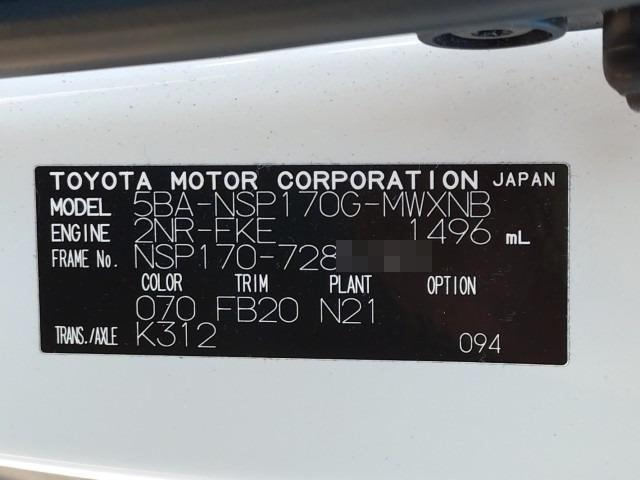 TOYOTA MOTOR CORPORATION JAPAN
MODEL 5BA-NSP170G-MWXNB
ENGINE 2NR-FKE 1496 mL
FRAME No. NSP170-728
COLOR TRIM PLANT OPTION
070 FB20 N21
TRANS./AXLE K312 094